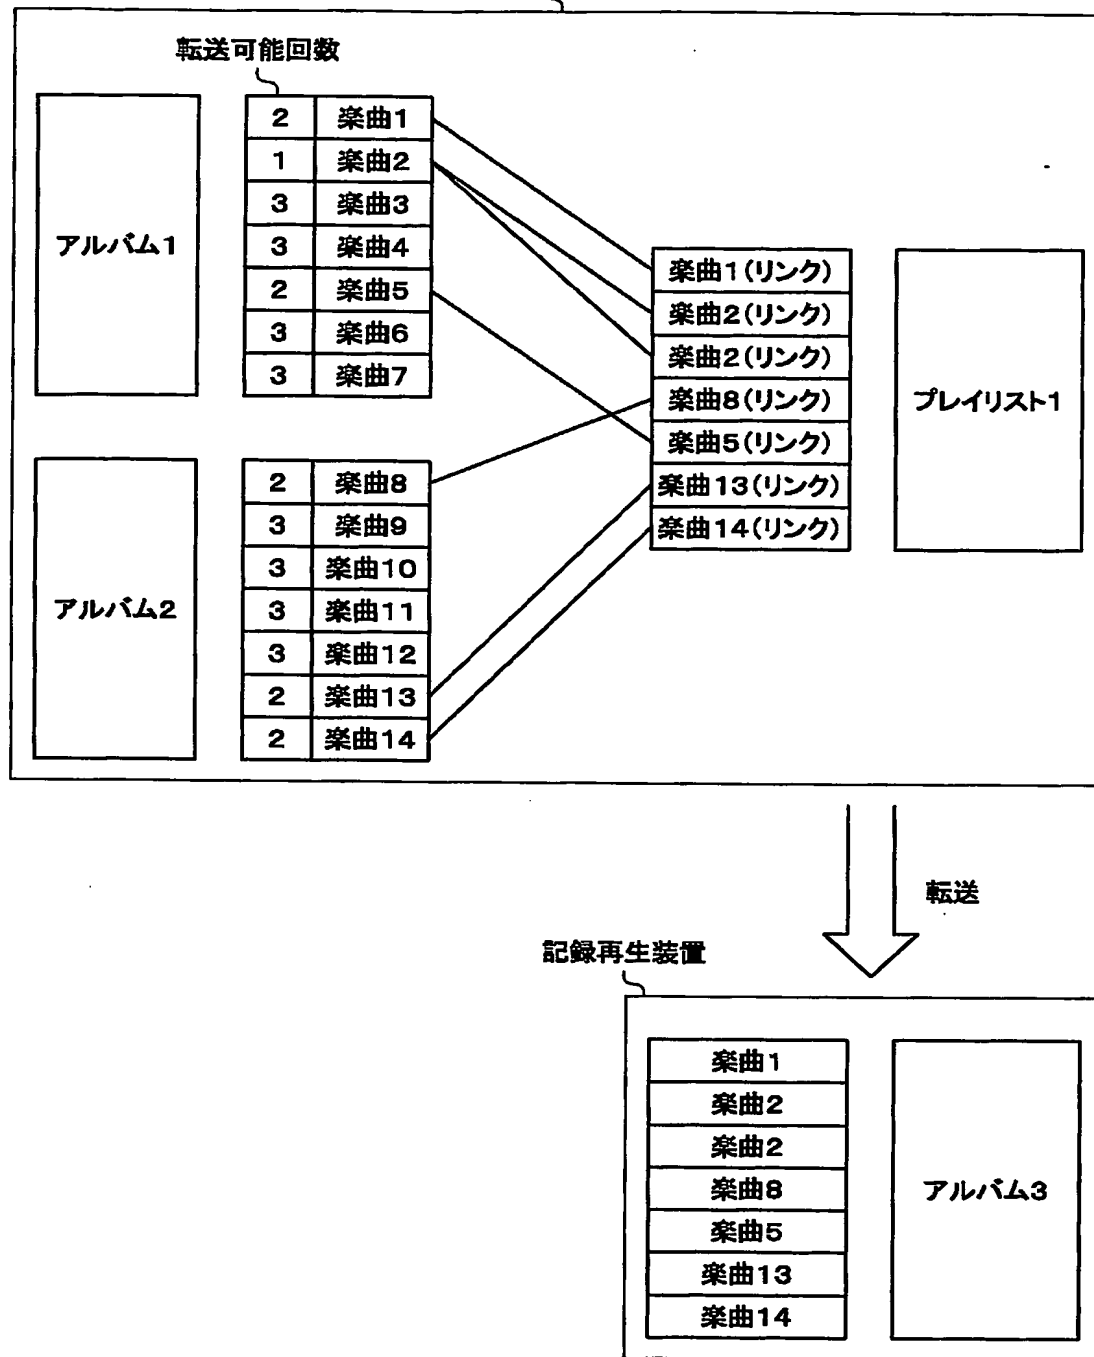 転送可能回数
アルバム1
2 楽曲1
1 楽曲2
3 楽曲3
3 楽曲4
2 楽曲5
3 楽曲6
3 楽曲7
アルバム2
2 楽曲8
3 楽曲9
3 楽曲10
3 楽曲11
3 楽曲12
2 楽曲13
2 楽曲14
楽曲1(リンク)
楽曲2(リンク)
楽曲2(リンク)
楽曲8(リンク)
楽曲5(リンク)
楽曲13(リンク)
楽曲14(リンク)
プレイリスト1
転送
記録再生装置
楽曲1
楽曲2
楽曲2
楽曲8
楽曲5
楽曲13
楽曲14
アルバム3